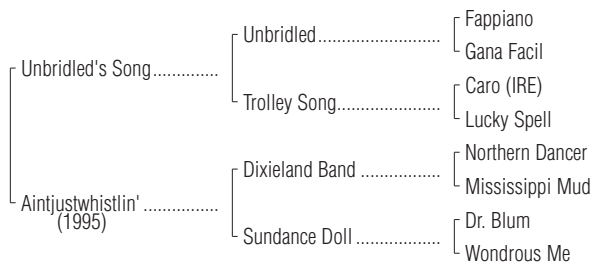 Fappiano
Unbridled..............................
Gana Facil
Unbridled's Song..............
Caro (IRE)
Trolley Song.........................
Lucky Spell
Northern Dancer
Dixieland Band ...................
Mississippi Mud
Aintjustwhistlin' ................
(1995)
Dr. Blum
Sundance Doll ....................
Wondrous Me